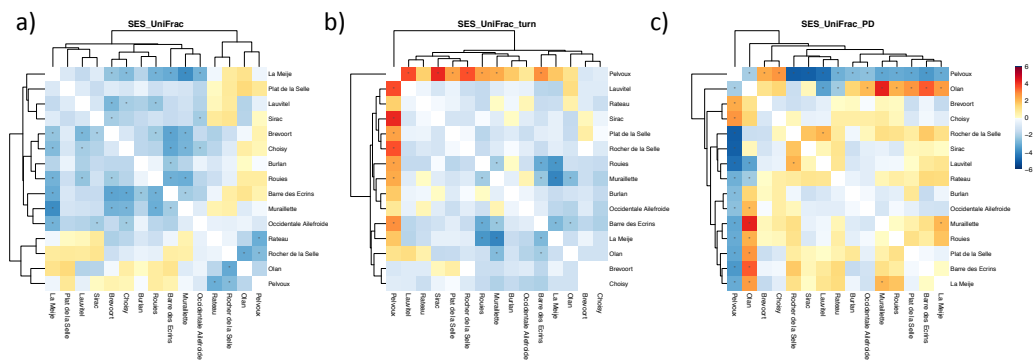 a)
SES_UniFrac
La Meije
Plat de la Selle
Lauvitel
Sirac
Brevoort
Choisy
Burlan
Rouies
Barre des Ecrins
Muraillette
Occidentale Ailefroide
Rateau
Rocher de la Selle
Olan
Pelvoux
La Meije
Plat de la Selle
Lauvitel
Sirac
Brevoort
Choisy
Burlan
Rouies
Barre des Ecrins
Muraillette
Occidentale Ailefroide
Rateau
Rocher de la Selle
Olan
Pelvoux
b)
SES_UniFrac_turn
Pelvoux
Lauvitel
Rateau
Sirac
Plat de la Selle
Rocher de la Selle
Rouies
Muraillette
Burlan
Occidentale Ailefroide
Barre des Ecrins
La Meije
Olan
Brevoort
Choisy
Pelvoux
Lauvitel
Rateau
Sirac
Plat de la Selle
Rocher de la Selle
Rouies
Muraillette
Burlan
Occidentale Ailefroide
Barre des Ecrins
La Meije
Olan
Brevoort
Choisy
c)
SES_UniFrac_PD
Pelvoux
Olan
Brevoort
Choisy
Rocher de la Selle
Sirac
Lauvitel
Rateau
Burlan
Occidentale Ailefroide
Muraillette
Rouies
Plat de la Selle
Barre des Ecrins
La Meije
Pelvoux
Olan
Brevoort
Choisy
Rocher de la Selle
Sirac
Lauvitel
Rateau
Burlan
Occidentale Ailefroide
Muraillette
Rouies
Plat de la Selle
Barre des Ecrins
La Meije
6
4
2
0
−2
−4
−6